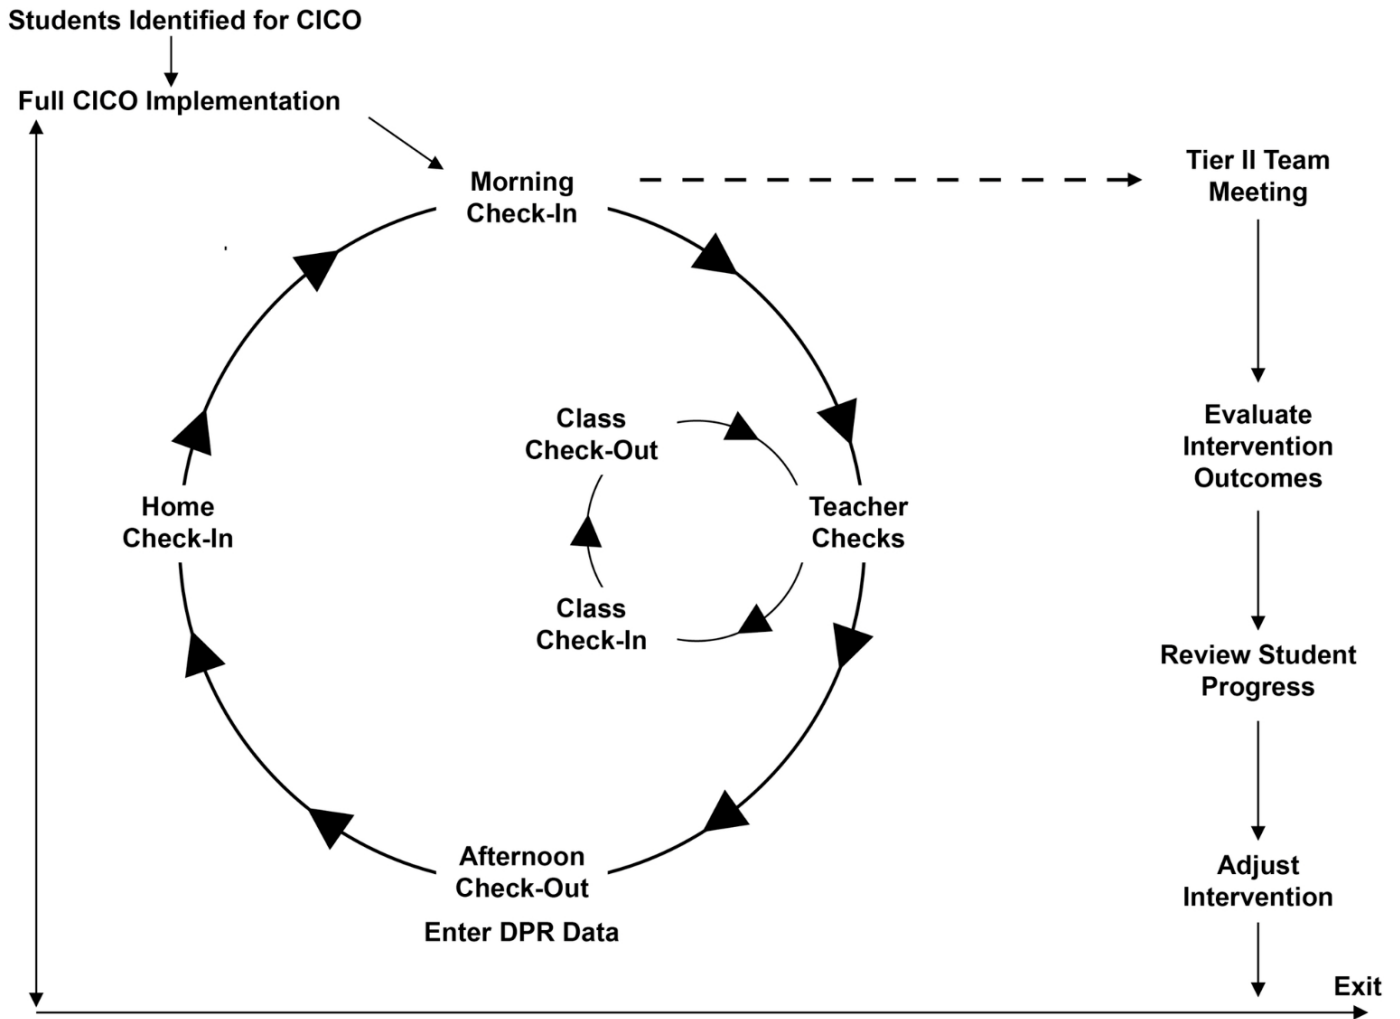 Students Identified for CICO
Full CICO Implementation
Morning
Check-In
Tier II Team
Meeting
Class
Check-Out
Evaluate
Intervention
Outcomes
Home
Check-In
Teacher
Checks
Class
Check-In
Review Student
Progress
Afternoon
Check-Out
Enter DPR Data
Adjust
Intervention
Exit